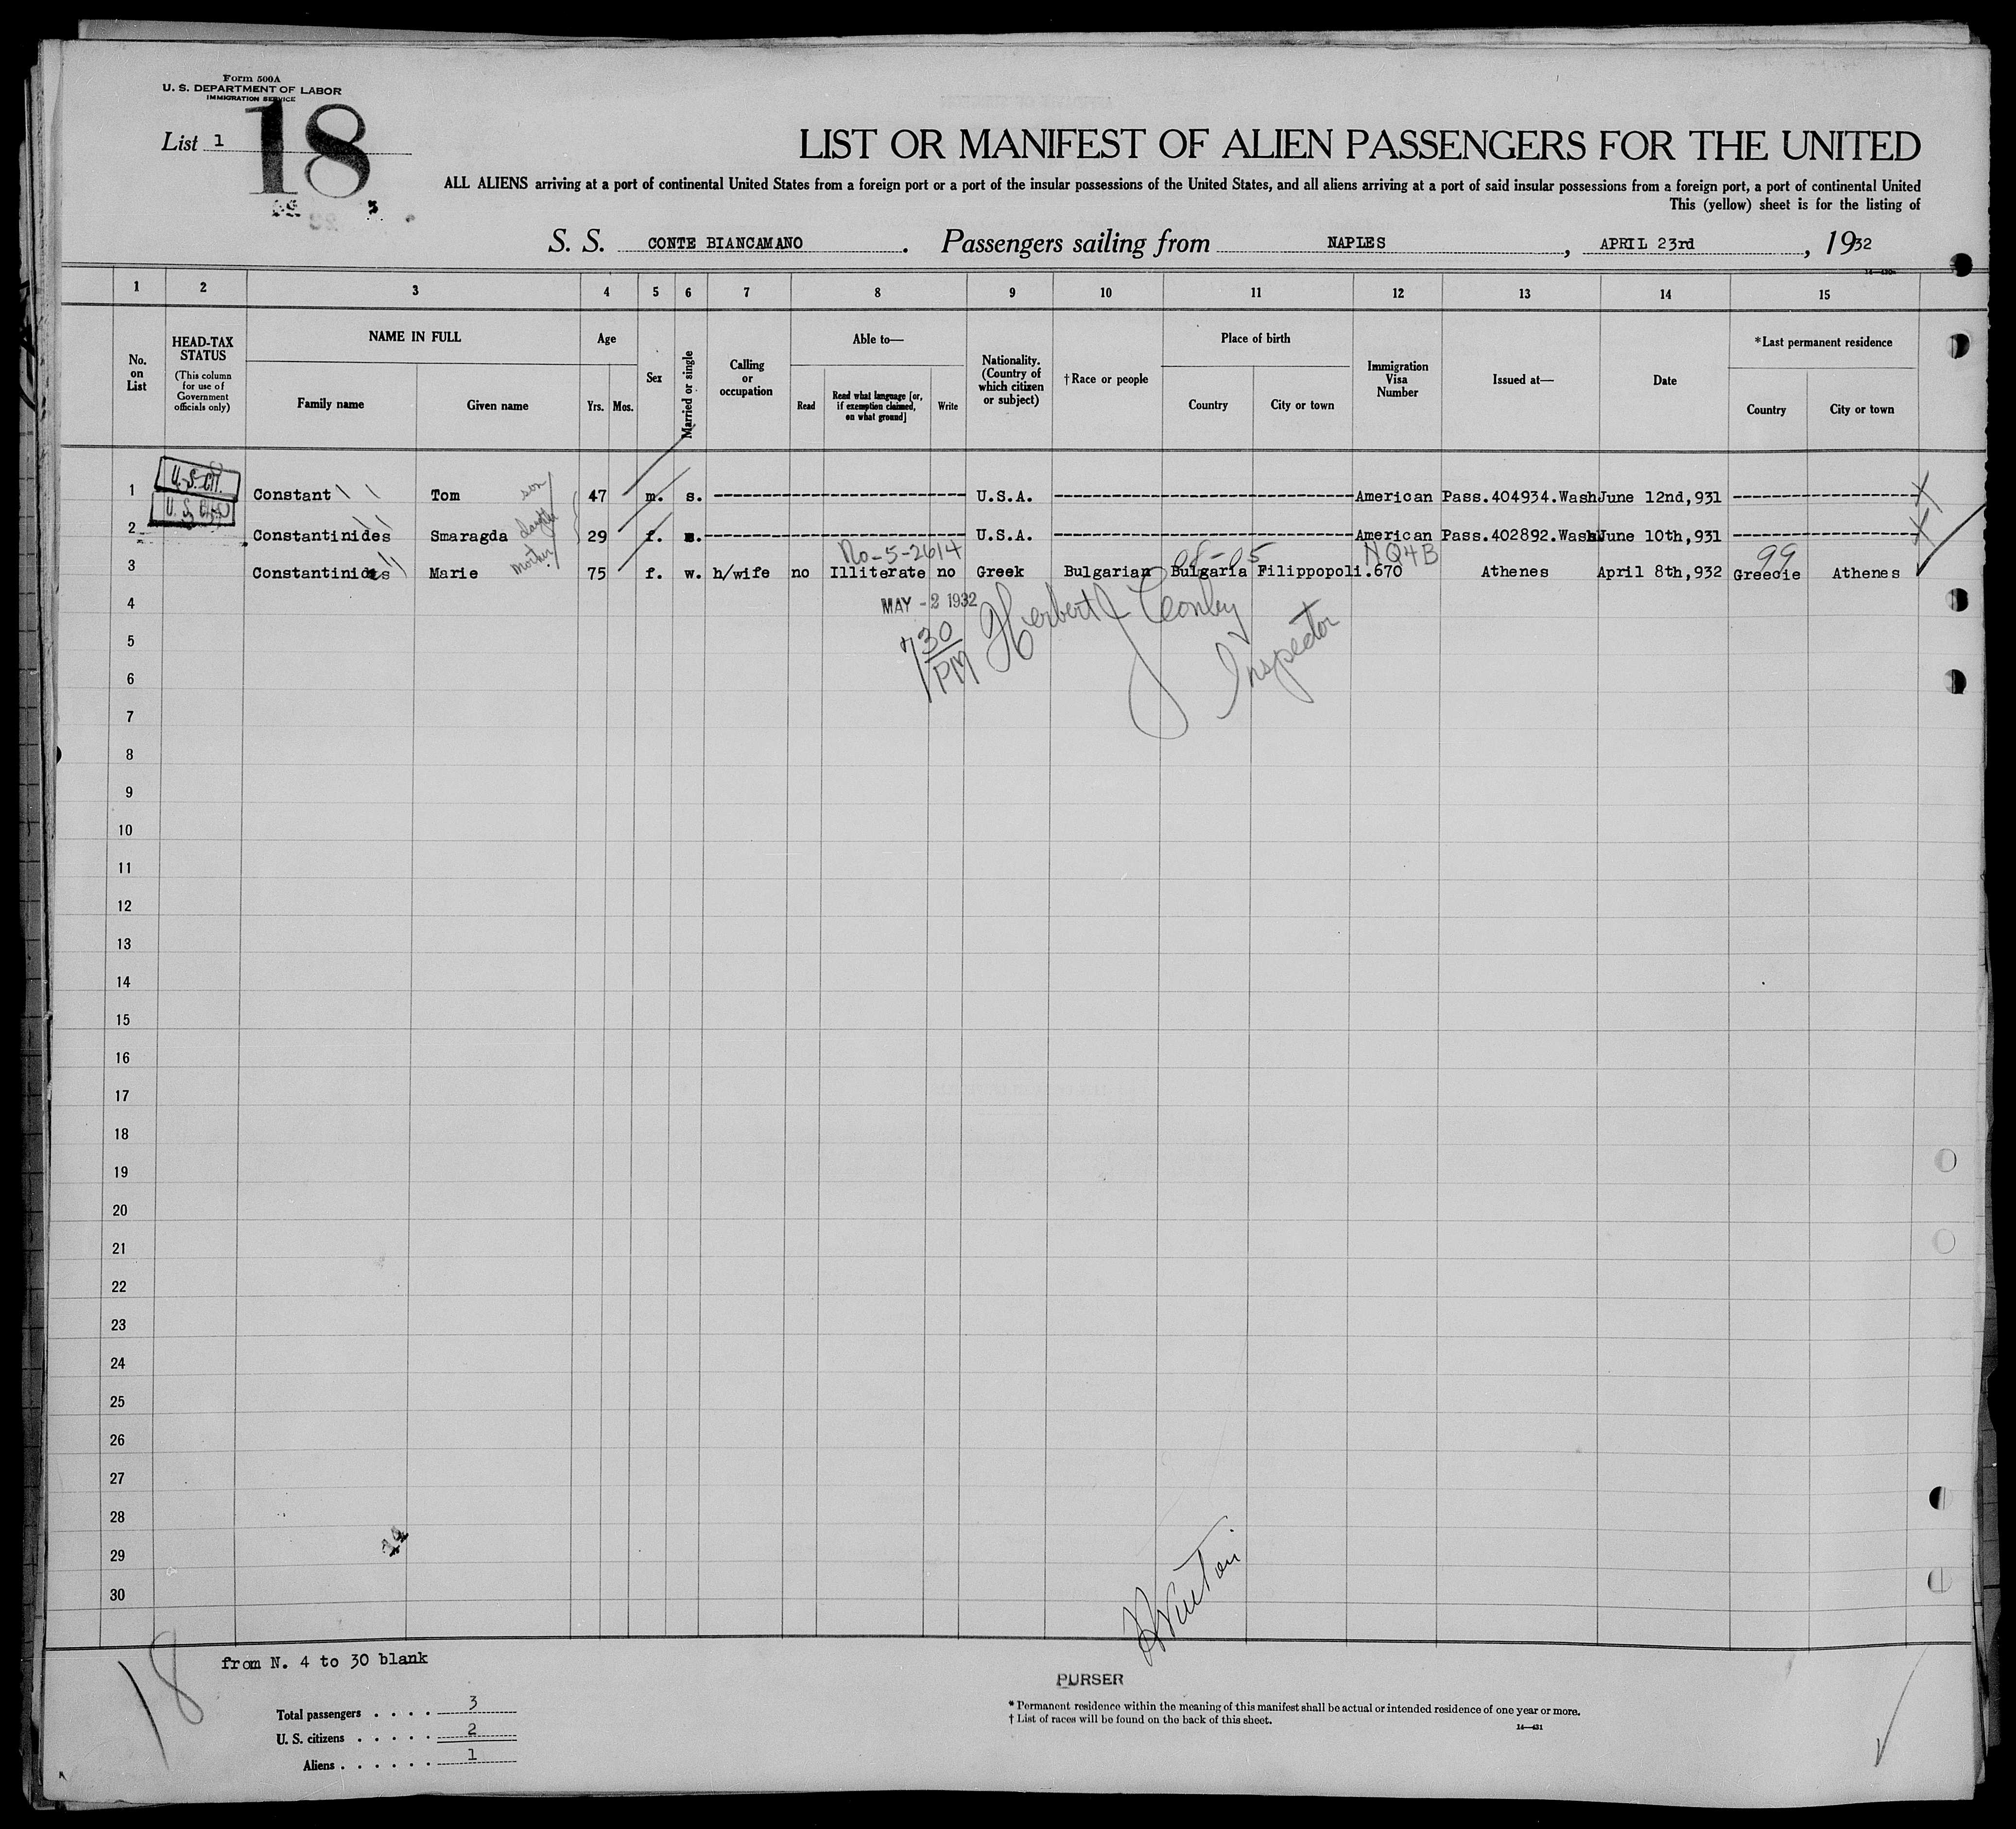 Form 500A
U. S. DEPARTMENT OF LABOR
IMMIGRATION SERVICE
List 1
18
LIST OR MANIFEST OF ALIEN PASSENGERS FOR THE UNITED
ALL ALIENS arriving at a port of continental United States from a foreign port or a port of the insular possessions of the United States, and all aliens arriving at a port of said insular possessions from a foreign port, a port of continental United
This (yellow) sheet is for the listing of
S. S. CONTE BIANCAMANO. Passengers sailing from NAPLES, APRIL 23rd, 1932
1 2 3 4 5 6 7 8 9 10 11 12 13 14 15
No. on List
HEAD-TAX STATUS
(This column for use of Government officials only)
NAME IN FULL
Family name Given name
Age
Yrs. Mos.
Sex
Married or single
Calling or occupation
Able to—
Read Read what language [or, if exemption claimed, on what ground] Write
Nationality. (Country of which citizen or subject)
†Race or people
Place of birth
Country City or town
Immigration Visa Number
Issued at—
Date
*Last permanent residence
Country City or town
1 U.S. Cit. Constant Tom son 47 m. s. U.S.A. American Pass.404934.Wash June 12nd,931
2 Constantinides Smaragda daughter 29 f. s. U.S.A. American Pass.402892.Wash June 10th,931
No-5-2614 08-05 NQ4B 99
3 Constantinides Marie mother 75 f. w. h/wife no Illiterate no Greek Bulgarian Bulgaria Filippopoli.670 Athenes April 8th,932 Greecie Athenes
4 MAY - 2 1932 Herbert J Conley
5 730 PM Inspector
6
7
8
9
10
11
12
13
14
15
16
17
18
19
20
21
22
23
24
25
26
27
28
29
30
18
from N. 4 to 30 blank
PURSER
Total passengers . . . . 3
U. S. citizens . . . . . 2
Aliens . . . . . . 1
* Permanent residence within the meaning of this manifest shall be actual or intended residence of one year or more.
† List of races will be found on the back of this sheet.
14—431